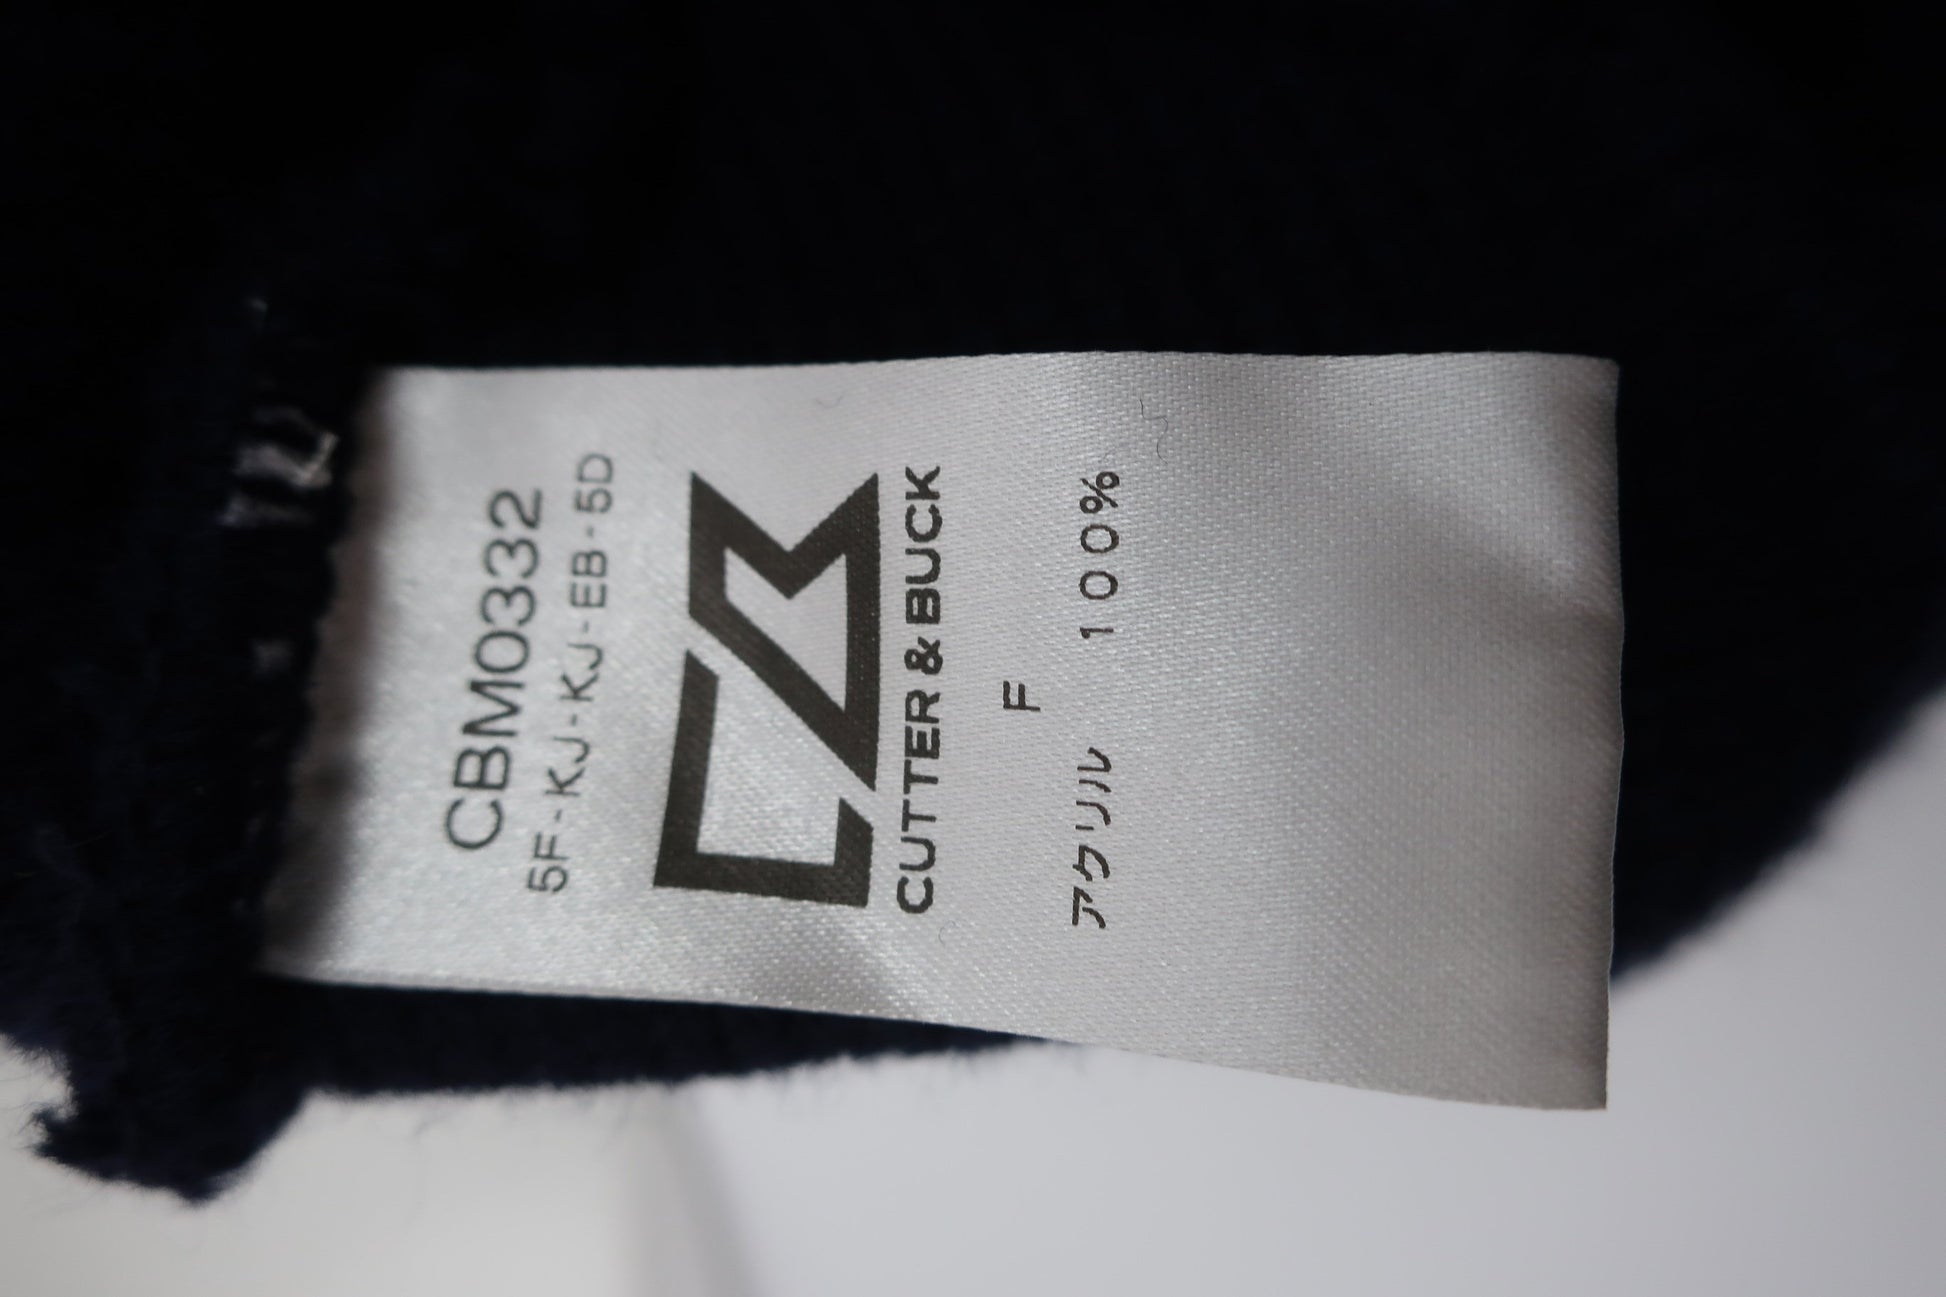 CBM0332
5F-KJ-KJ-EB-5D
CUTTER & BUCK
F
アクリル 100%